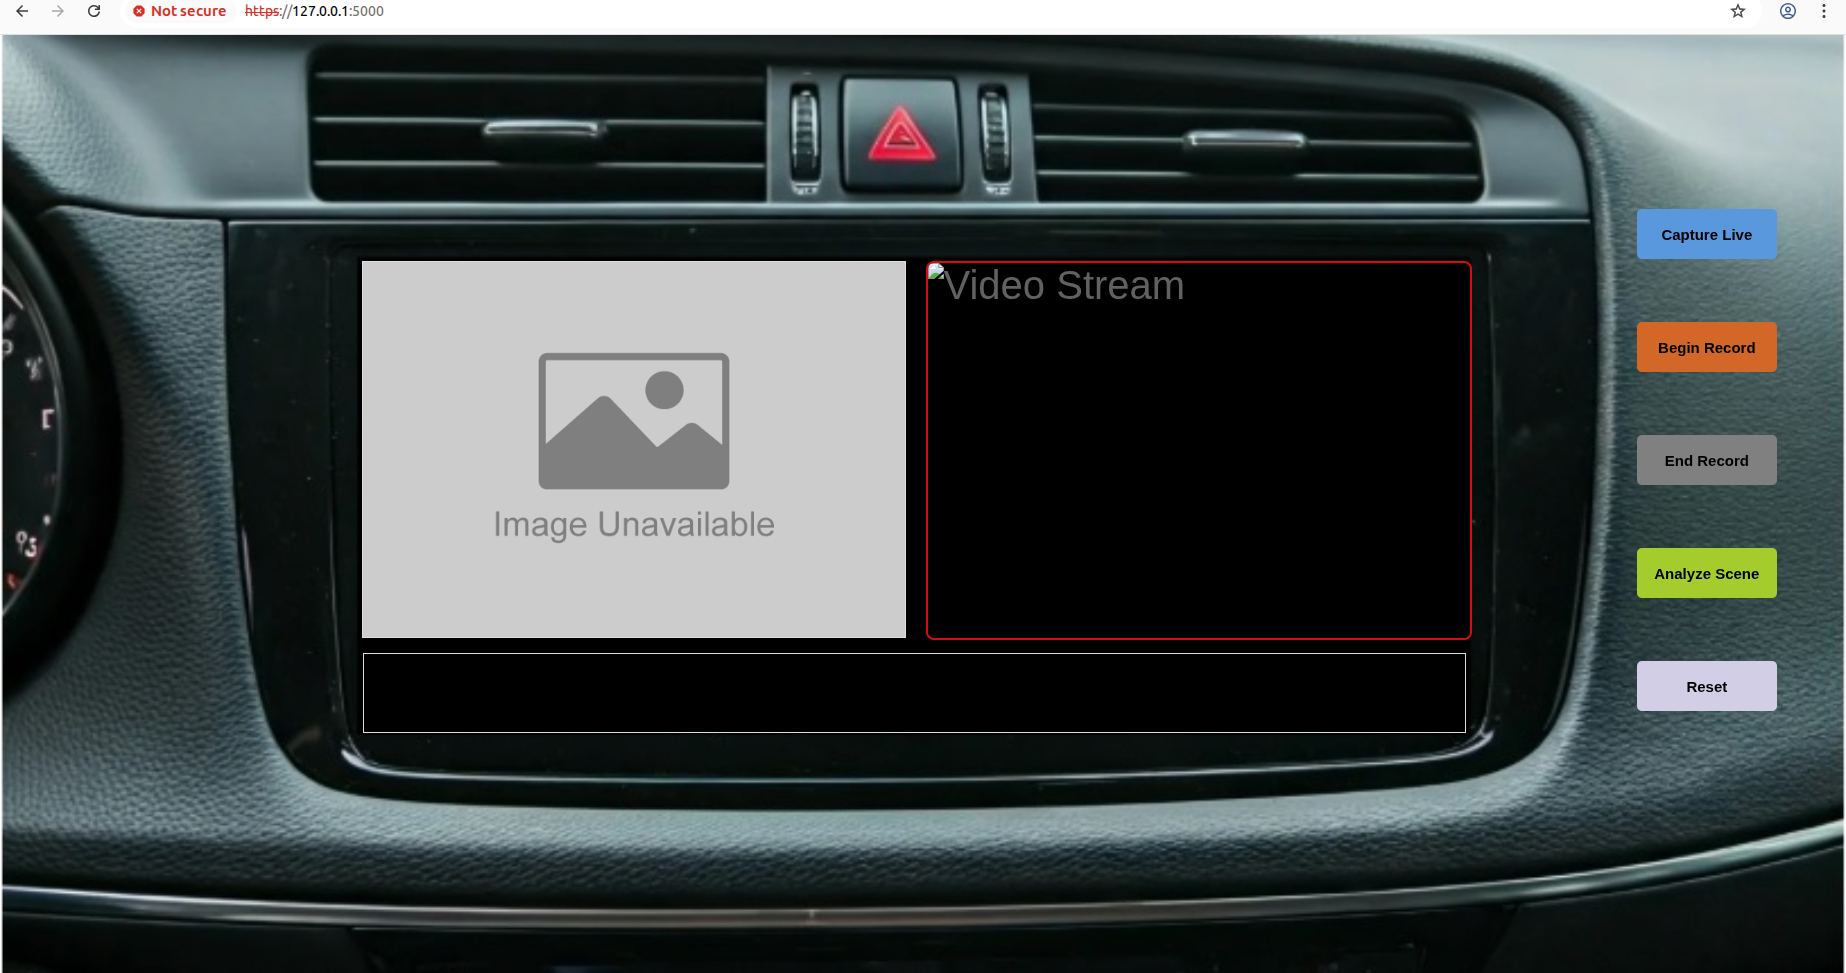 Not secure
https://127.0.0.1:5000
Video Stream
Image Unavailable
Capture Live
Begin Record
End Record
Analyze Scene
Reset